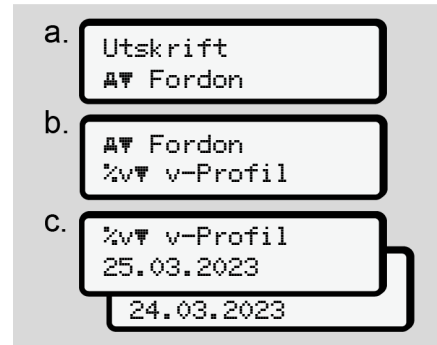 a.
Utskrift
Fordon
b.
Fordon
%v▼ v-Profil
c.
%v▼ v-Profil
25.03.2023
24.03.2023